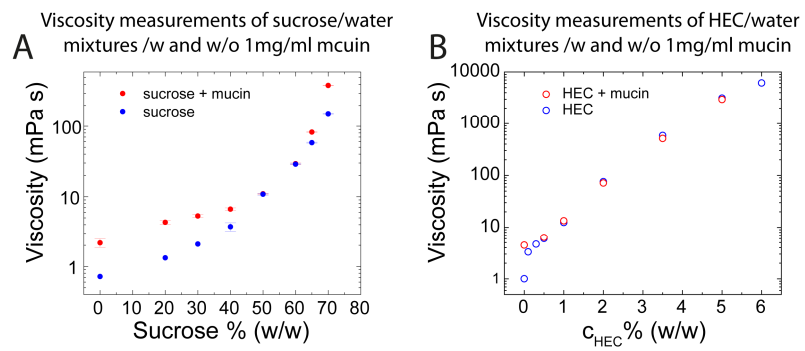 Viscosity measurements of sucrose/water
mixtures /w and w/o 1mg/ml mcuin
A
sucrose + mucin
sucrose
Viscosity (mPa s)
100
10
1
0 10 20 30 40 50 60 70 80
Sucrose % (w/w)
Viscosity measurements of HEC/water
mixtures /w and w/o 1mg/ml mucin
B
HEC + mucin
HEC
Viscosity (mPa s)
10000
1000
100
10
1
0 1 2 3 4 5 6
cHEC% (w/w)